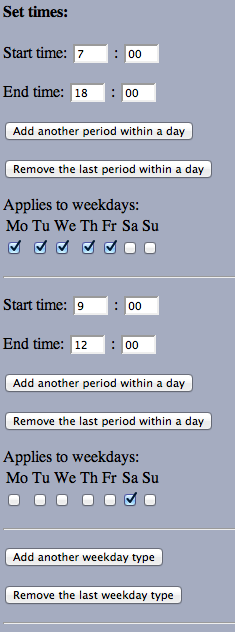 Set times:
Start time: 7 : 00
End time: 18 : 00
Add another period within a day
Remove the last period within a day
Applies to weekdays:
Mo Tu We Th Fr Sa Su
Start time: 9 : 00
End time: 12 : 00
Add another period within a day
Remove the last period within a day
Applies to weekdays:
Mo Tu We Th Fr Sa Su
Add another weekday type
Remove the last weekday type